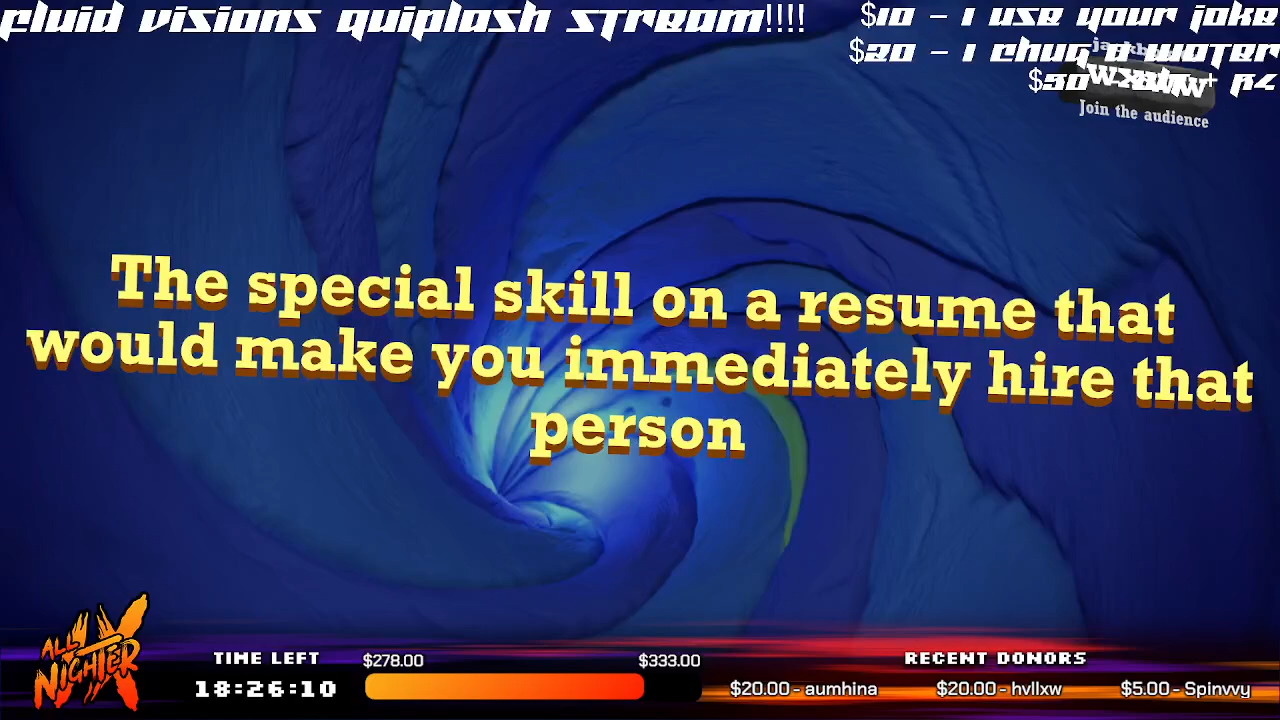 fluid visions quiplash stream!!!!
$10 - I use your joke
$20 - I chug a water
$50
Join the audience
The special skill on a resume that
would make you immediately hire that
person
ALL
NIGHTER
TIME LEFT
18:26:10
$278.00
$333.00
RECENT DONORS
$20.00 - aumhina
$20.00 - hvllxw
$5.00 - Spinvvy